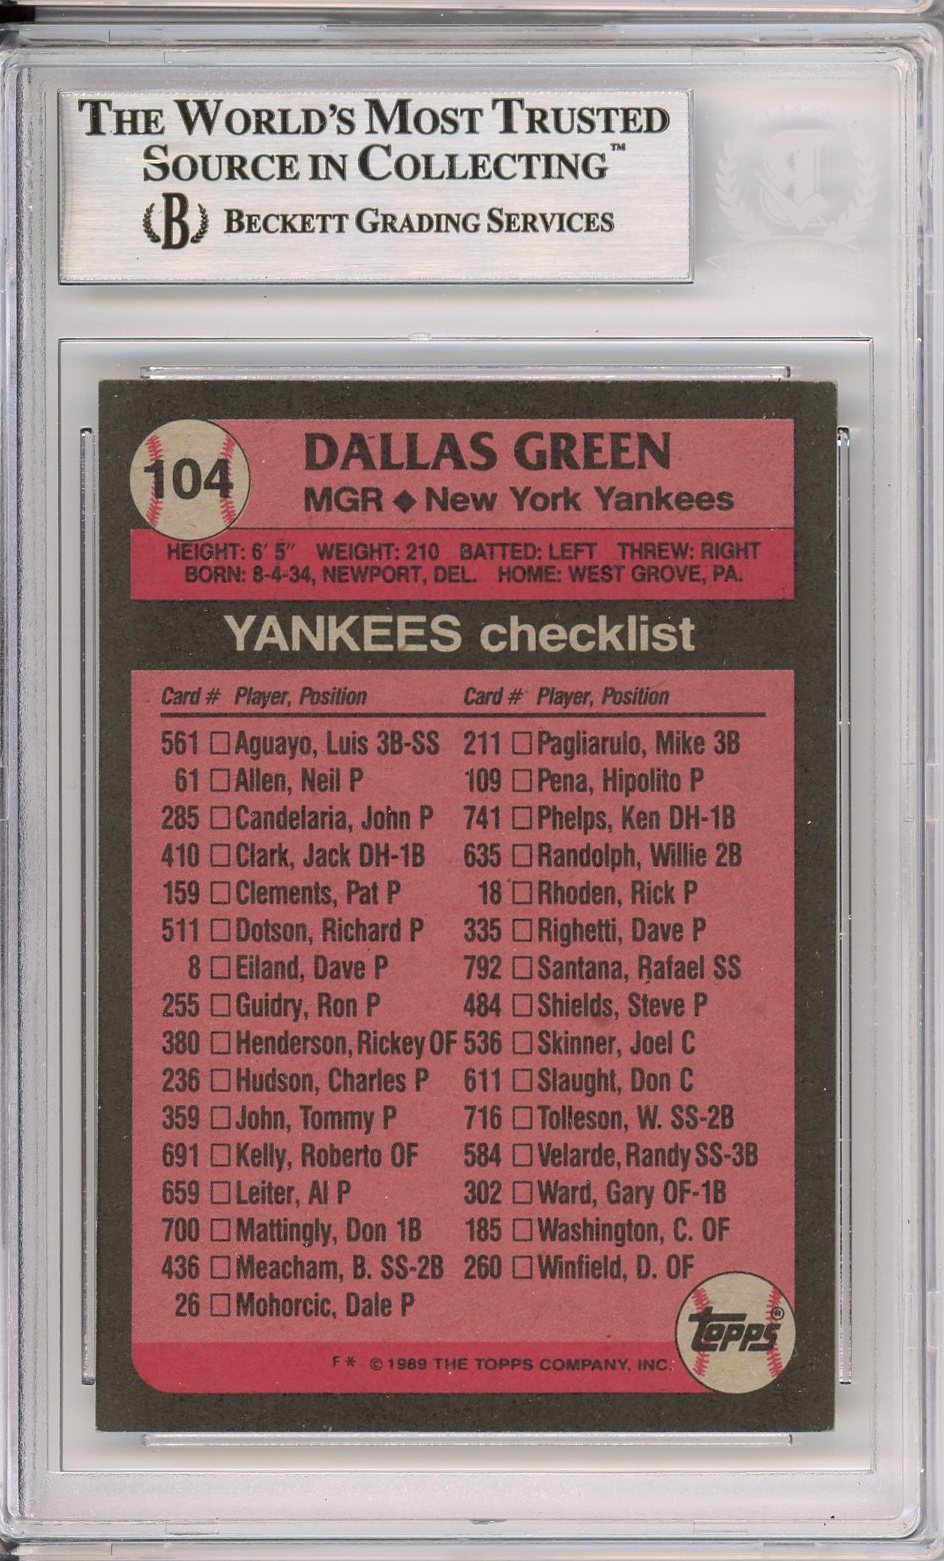 THE WORLD'S MOST TRUSTED
SOURCE IN COLLECTING™
B BECKETT GRADING SERVICES
104
DALLAS GREEN
MGR ◆ New York Yankees
HEIGHT: 6' 5" WEIGHT: 210 BATTED: LEFT THREW: RIGHT
BORN: 8-4-34, NEWPORT, DEL. HOME: WEST GROVE, PA.
YANKEES checklist
Card # Player, Position Card # Player, Position
561 □ Aguayo, Luis 3B-SS 211 □ Pagliarulo, Mike 3B
61 □ Allen, Neil P 109 □ Pena, Hipolito P
285 □ Candelaria, John P 741 □ Phelps, Ken DH-1B
410 □ Clark, Jack DH-1B 635 □ Randolph, Willie 2B
159 □ Clements, Pat P 18 □ Rhoden, Rick P
511 □ Dotson, Richard P 335 □ Righetti, Dave P
8 □ Eiland, Dave P 792 □ Santana, Rafael SS
255 □ Guidry, Ron P 484 □ Shields, Steve P
380 □ Henderson, Rickey OF 536 □ Skinner, Joel C
236 □ Hudson, Charles P 611 □ Slaught, Don C
359 □ John, Tommy P 716 □ Tolleson, W. SS-2B
691 □ Kelly, Roberto OF 584 □ Velarde, Randy SS-3B
659 □ Leiter, Al P 302 □ Ward, Gary OF-1B
700 □ Mattingly, Don 1B 185 □ Washington, C. OF
436 □ Meacham, B. SS-2B 260 □ Winfield, D. OF
26 □ Mohorcic, Dale P
topps®
F* ©1989 THE TOPPS COMPANY, INC.